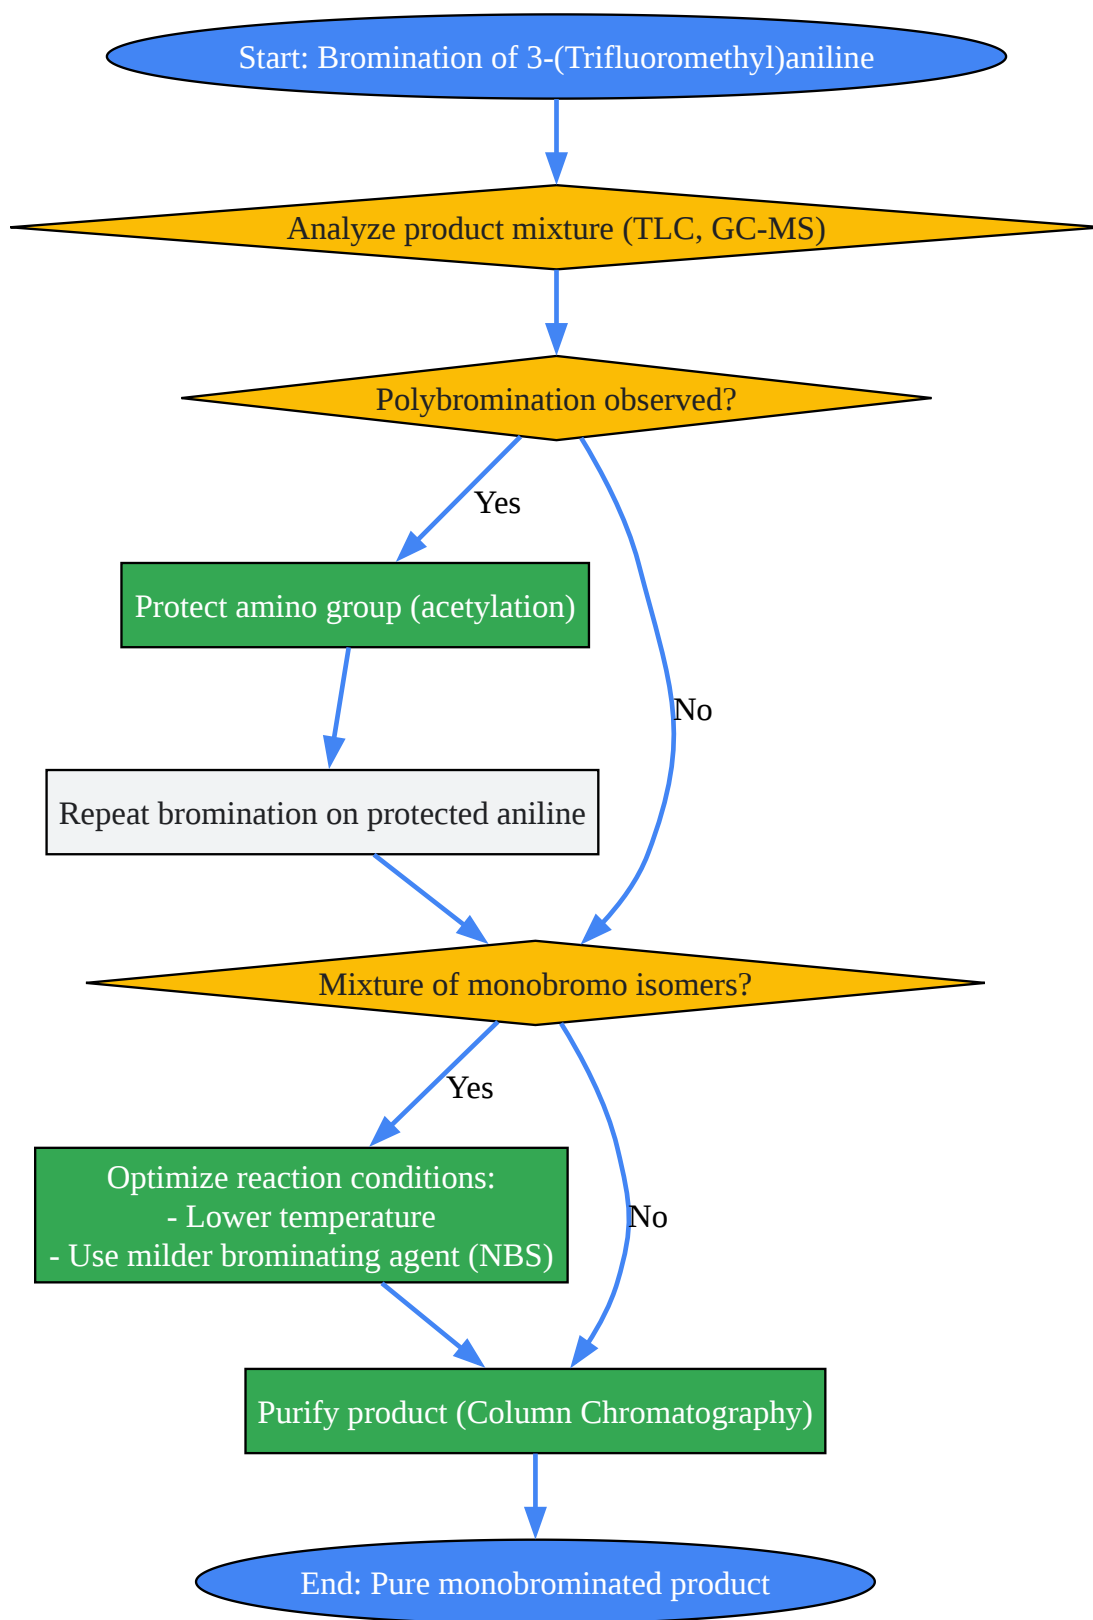 Start: Bromination of 3-(Trifluoromethyl)aniline
Analyze product mixture (TLC, GC-MS)
Polybromination observed?
Yes
Protect amino group (acetylation)
No
Repeat bromination on protected aniline
Mixture of monobromo isomers?
Yes
Optimize reaction conditions:
- Lower temperature
- Use milder brominating agent (NBS)
No
Purify product (Column Chromatography)
End: Pure monobrominated product